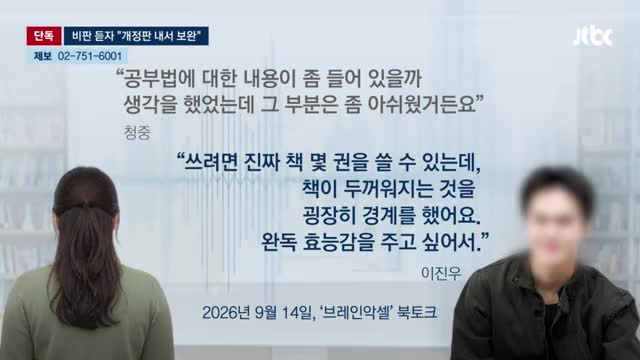 단독 비판 듣자 "개정판 내서 보완"
jtbc
제보 02-751-6001
“공부법에 대한 내용이 좀 들어 있을까
생각을 했었는데 그 부분은 좀 아쉬웠거든요”
청중
“쓰려면 진짜 책 몇 권을 쓸 수 있는데,
책이 두꺼워지는 것을
굉장히 경계를 했어요.
완독 효능감을 주고 싶어서.”
이진우
2026년 9월 14일, ‘브레인악셀’ 북토크